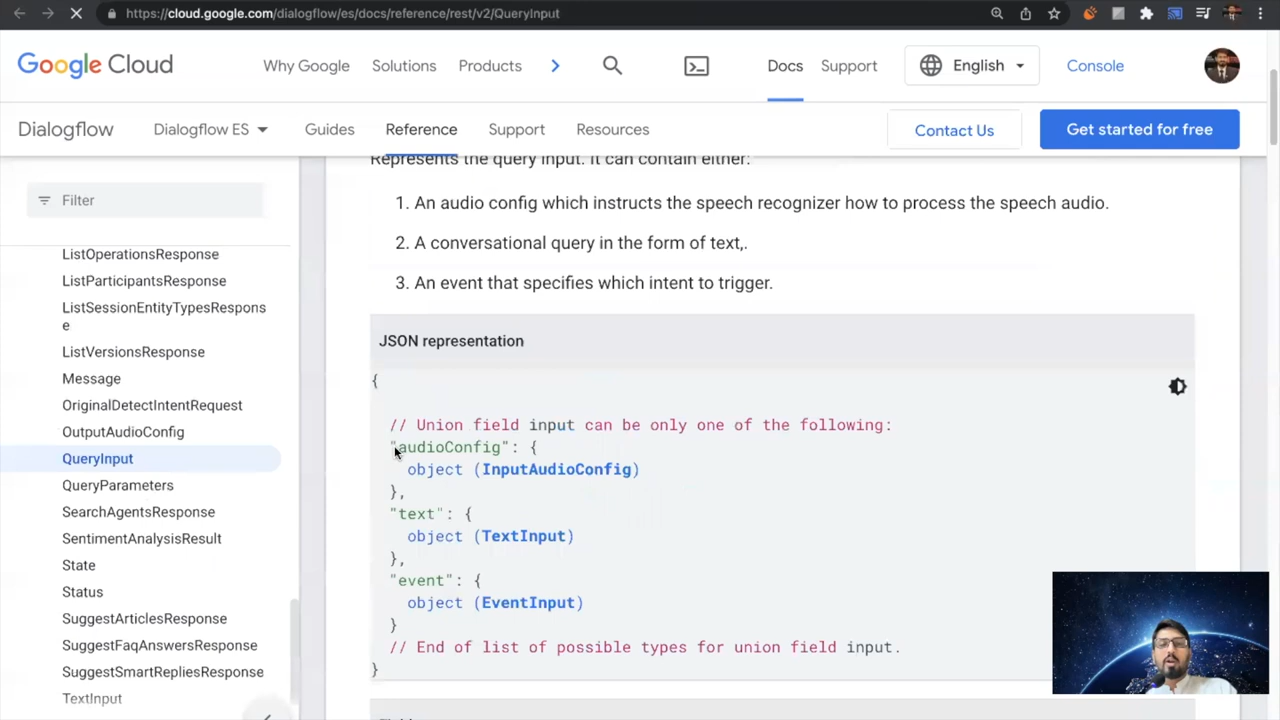 https://cloud.google.com/dialogflow/es/docs/reference/rest/v2/QueryInput
Google Cloud
Why Google
Solutions
Products
Docs
Support
English
Console
Dialogflow
Dialogflow ES
Guides
Reference
Support
Resources
Contact Us
Get started for free
Filter
ListOperationsResponse
ListParticipantsResponse
ListSessionEntityTypesRespons
e
ListVersionsResponse
Message
OriginalDetectIntentRequest
OutputAudioConfig
QueryInput
QueryParameters
SearchAgentsResponse
SentimentAnalysisResult
State
Status
SuggestArticlesResponse
SuggestFaqAnswersResponse
SuggestSmartRepliesResponse
TextInput
Represents the query input. It can contain either:
1. An audio config which instructs the speech recognizer how to process the speech audio.
2. A conversational query in the form of text,.
3. An event that specifies which intent to trigger.
JSON representation
{
// Union field input can be only one of the following:
"audioConfig": {
object (InputAudioConfig)
},
"text": {
object (TextInput)
},
"event": {
object (EventInput)
}
// End of list of possible types for union field input.
}